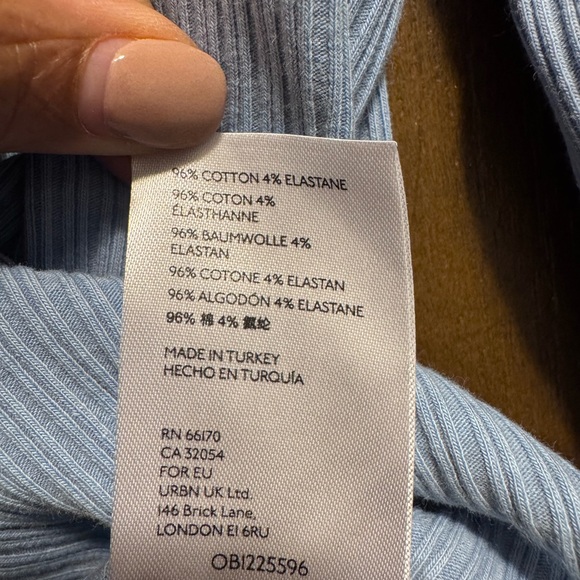 96% COTTON 4% ELASTANE
96% COTON 4%
ÉLASTHANNE
96% BAUMWOLLE 4%
ELASTAN
96% COTONE 4% ELASTAN
96% ALGODÓN 4% ELASTANE
96% 棉 4% 氨纶
MADE IN TURKEY
HECHO EN TURQUÍA
RN 66170
CA 32054
FOR EU
URBN UK Ltd.
146 Brick Lane,
LONDON E1 6RU
OB1225596